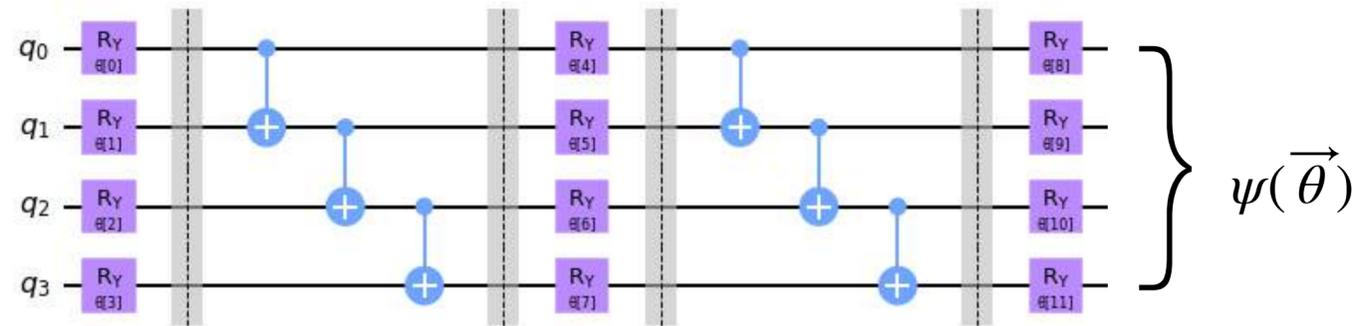 q0 RY θ[0] RY θ[4] RY θ[8]
q1 RY θ[1] RY θ[5] RY θ[9]
q2 RY θ[2] RY θ[6] RY θ[10]
q3 RY θ[3] RY θ[7] RY θ[11]
ψ(θ⃗)